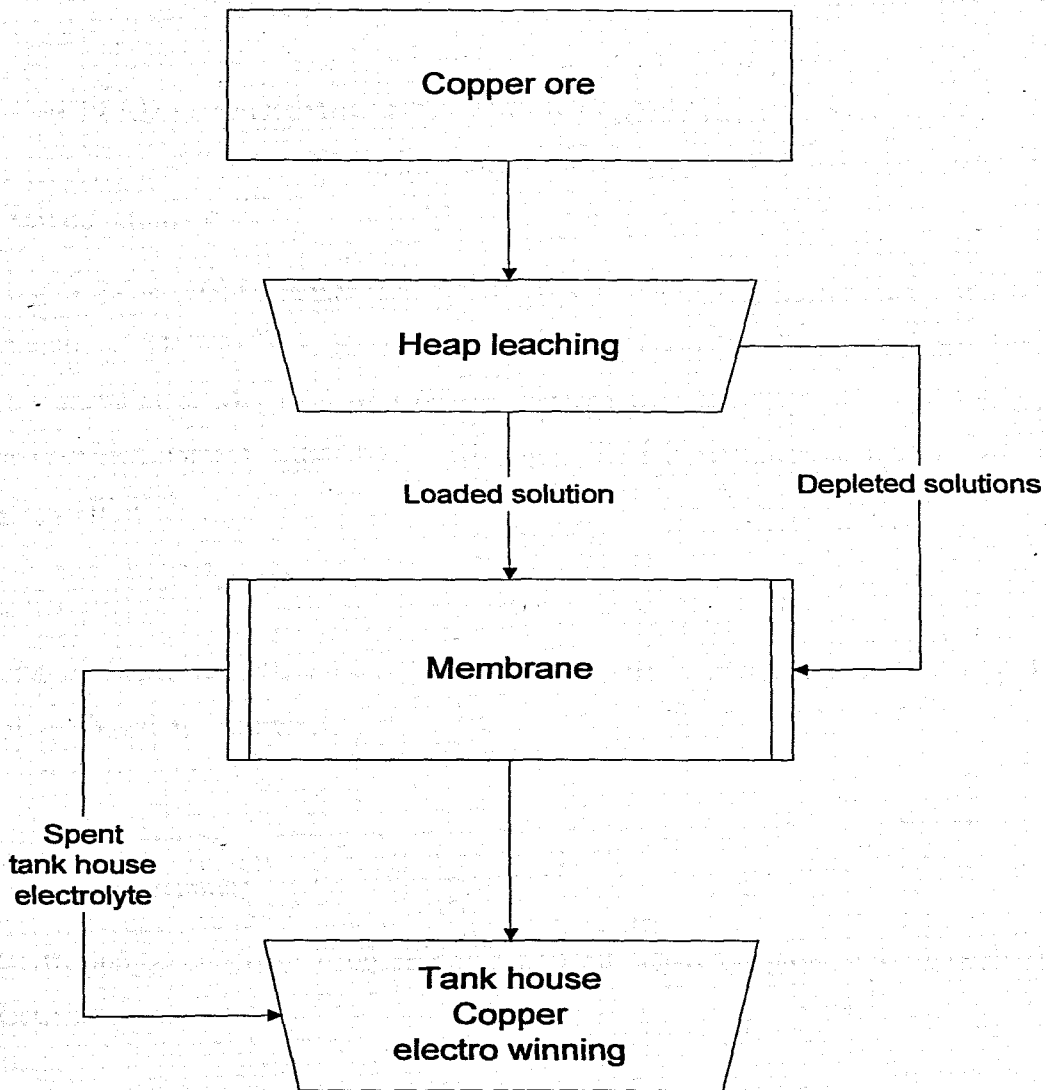 Copper ore
Heap leaching
Loaded solution
Depleted solutions
Membrane
Spent
tank house
electrolyte
Tank house
Copper
electro winning